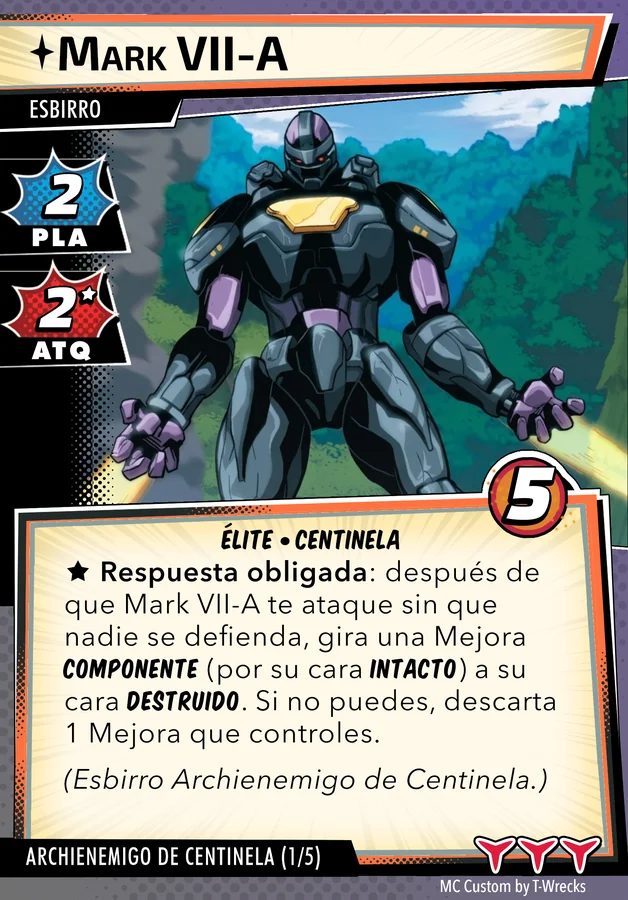 MARK VII-A
ESBIRRO
2
PLA
2
ATQ
5
ÉLITE • CENTINELA
★ Respuesta obligada: después de
que Mark VII-A te ataque sin que
nadie se defienda, gira una Mejora
COMPONENTE (por su cara INTACTO) a su
cara DESTRUIDO. Si no puedes, descarta
1 Mejora que controles.
(Esbirro Archienemigo de Centinela.)
ARCHIENEMIGO DE CENTINELA (1/5)
MC Custom by T-Wrecks